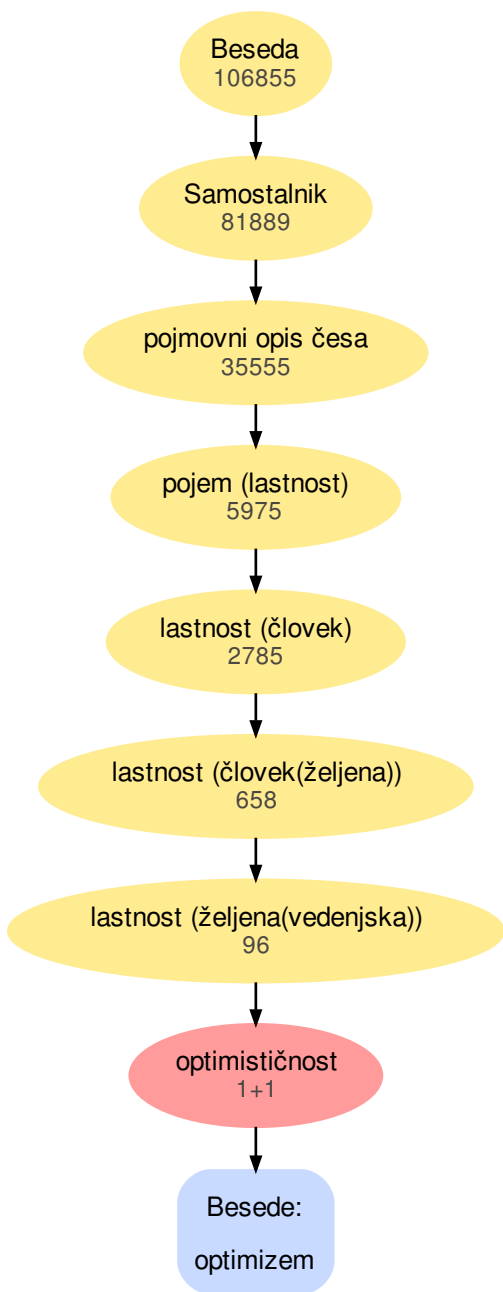 Beseda
106855
Samostalnik
81889
pojmovni opis česa
35555
pojem (lastnost)
5975
lastnost (človek)
2785
lastnost (človek(željena))
658
lastnost (željena(vedenjska))
96
optimističnost
1+1
Besede:
optimizem